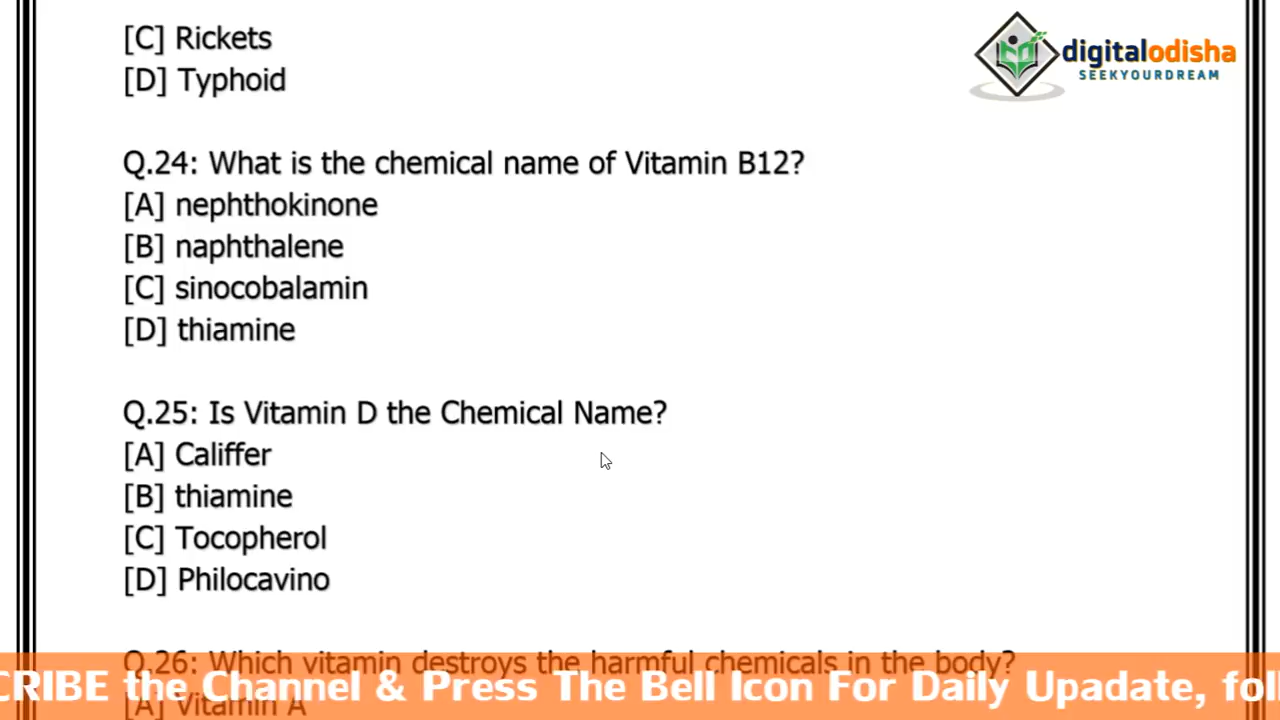 [C] Rickets
[D] Typhoid
digitalodisha
SEEKYOURDREAM
Q.24: What is the chemical name of Vitamin B12?
[A] nephthokinone
[B] naphthalene
[C] sinocobalamin
[D] thiamine
Q.25: Is Vitamin D the Chemical Name?
[A] Califfer
[B] thiamine
[C] Tocopherol
[D] Philocavino
Q.26: Which vitamin destroys the harmful chemicals in the body?
CRIBE the Channel & Press The Bell Icon For Daily Upadate, fol
[A] Vitamin A